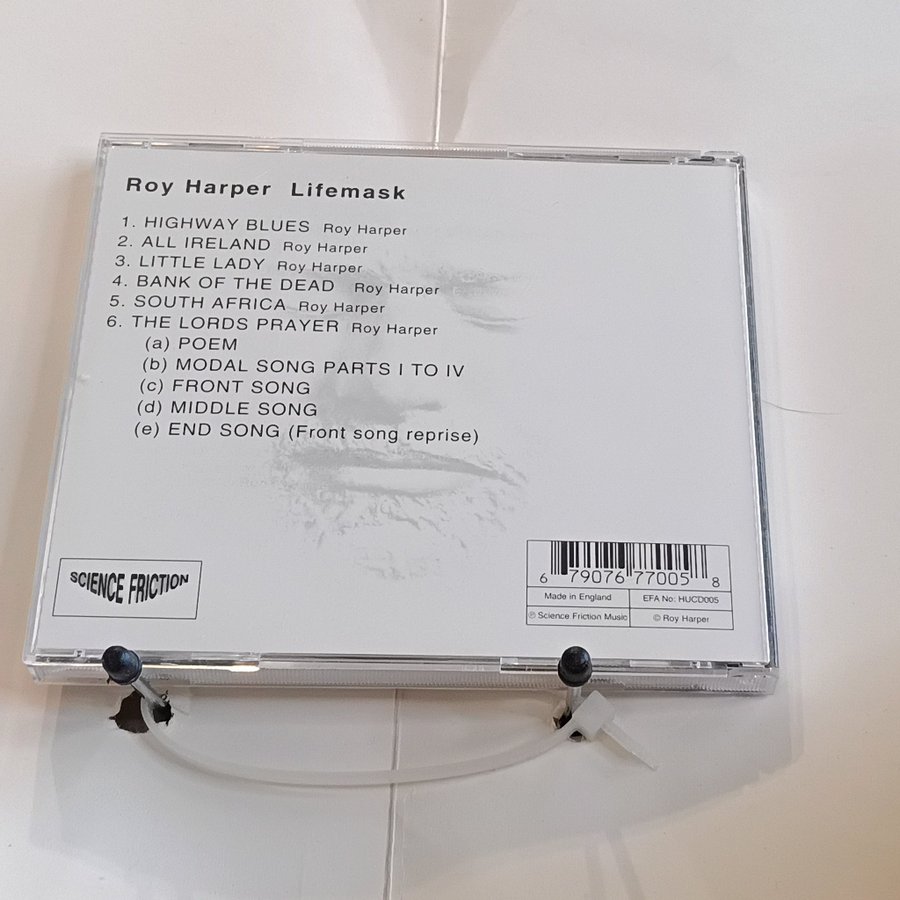 Roy Harper Lifemask
1. HIGHWAY BLUES Roy Harper
2. ALL IRELAND Roy Harper
3. LITTLE LADY Roy Harper
4. BANK OF THE DEAD Roy Harper
5. SOUTH AFRICA Roy Harper
6. THE LORDS PRAYER Roy Harper
(a) POEM
(b) MODAL SONG PARTS I TO IV
(c) FRONT SONG
(d) MIDDLE SONG
(e) END SONG (Front song reprise)
SCIENCE FRICTION
6 79076 77005 8
Made in England EFA No: HUCD005
℗ Science Friction Music © Roy Harper